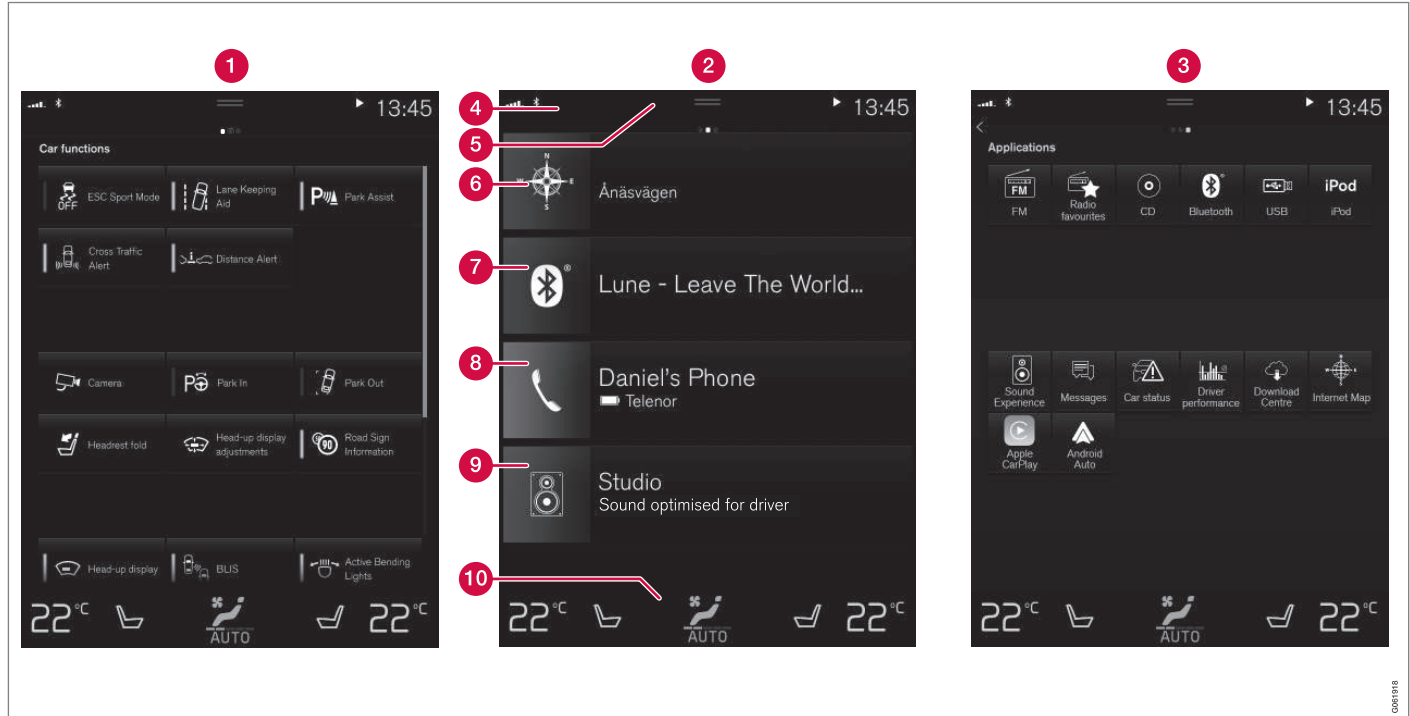 1
2
3
13:45
Car functions
OFF
ESC Sport Mode
Lane Keeping
Aid
P
Park Assist
Cross Traffic
Alert
Distance Alert
Camera
P
Park In
Park Out
Headrest fold
Head-up display
adjustments
90
Road Sign
Information
Head-up display
BLIS
Active Bending
Lights
22°C
AUTO
22°C
4
5
6
7
8
9
10
13:45
N
W
E
S
Ånäsvägen
Lune - Leave The World...
Daniel's Phone
Telenor
Studio
Sound optimised for driver
22°C
AUTO
22°C
13:45
Applications
FM
FM
Radio
favourites
CD
Bluetooth
USB
iPod
iPod
Sound
Experience
Messages
Car status
Driver
performance
Download
Centre
Internet Map
Apple
CarPlay
Android
Auto
22°C
AUTO
22°C
G061918